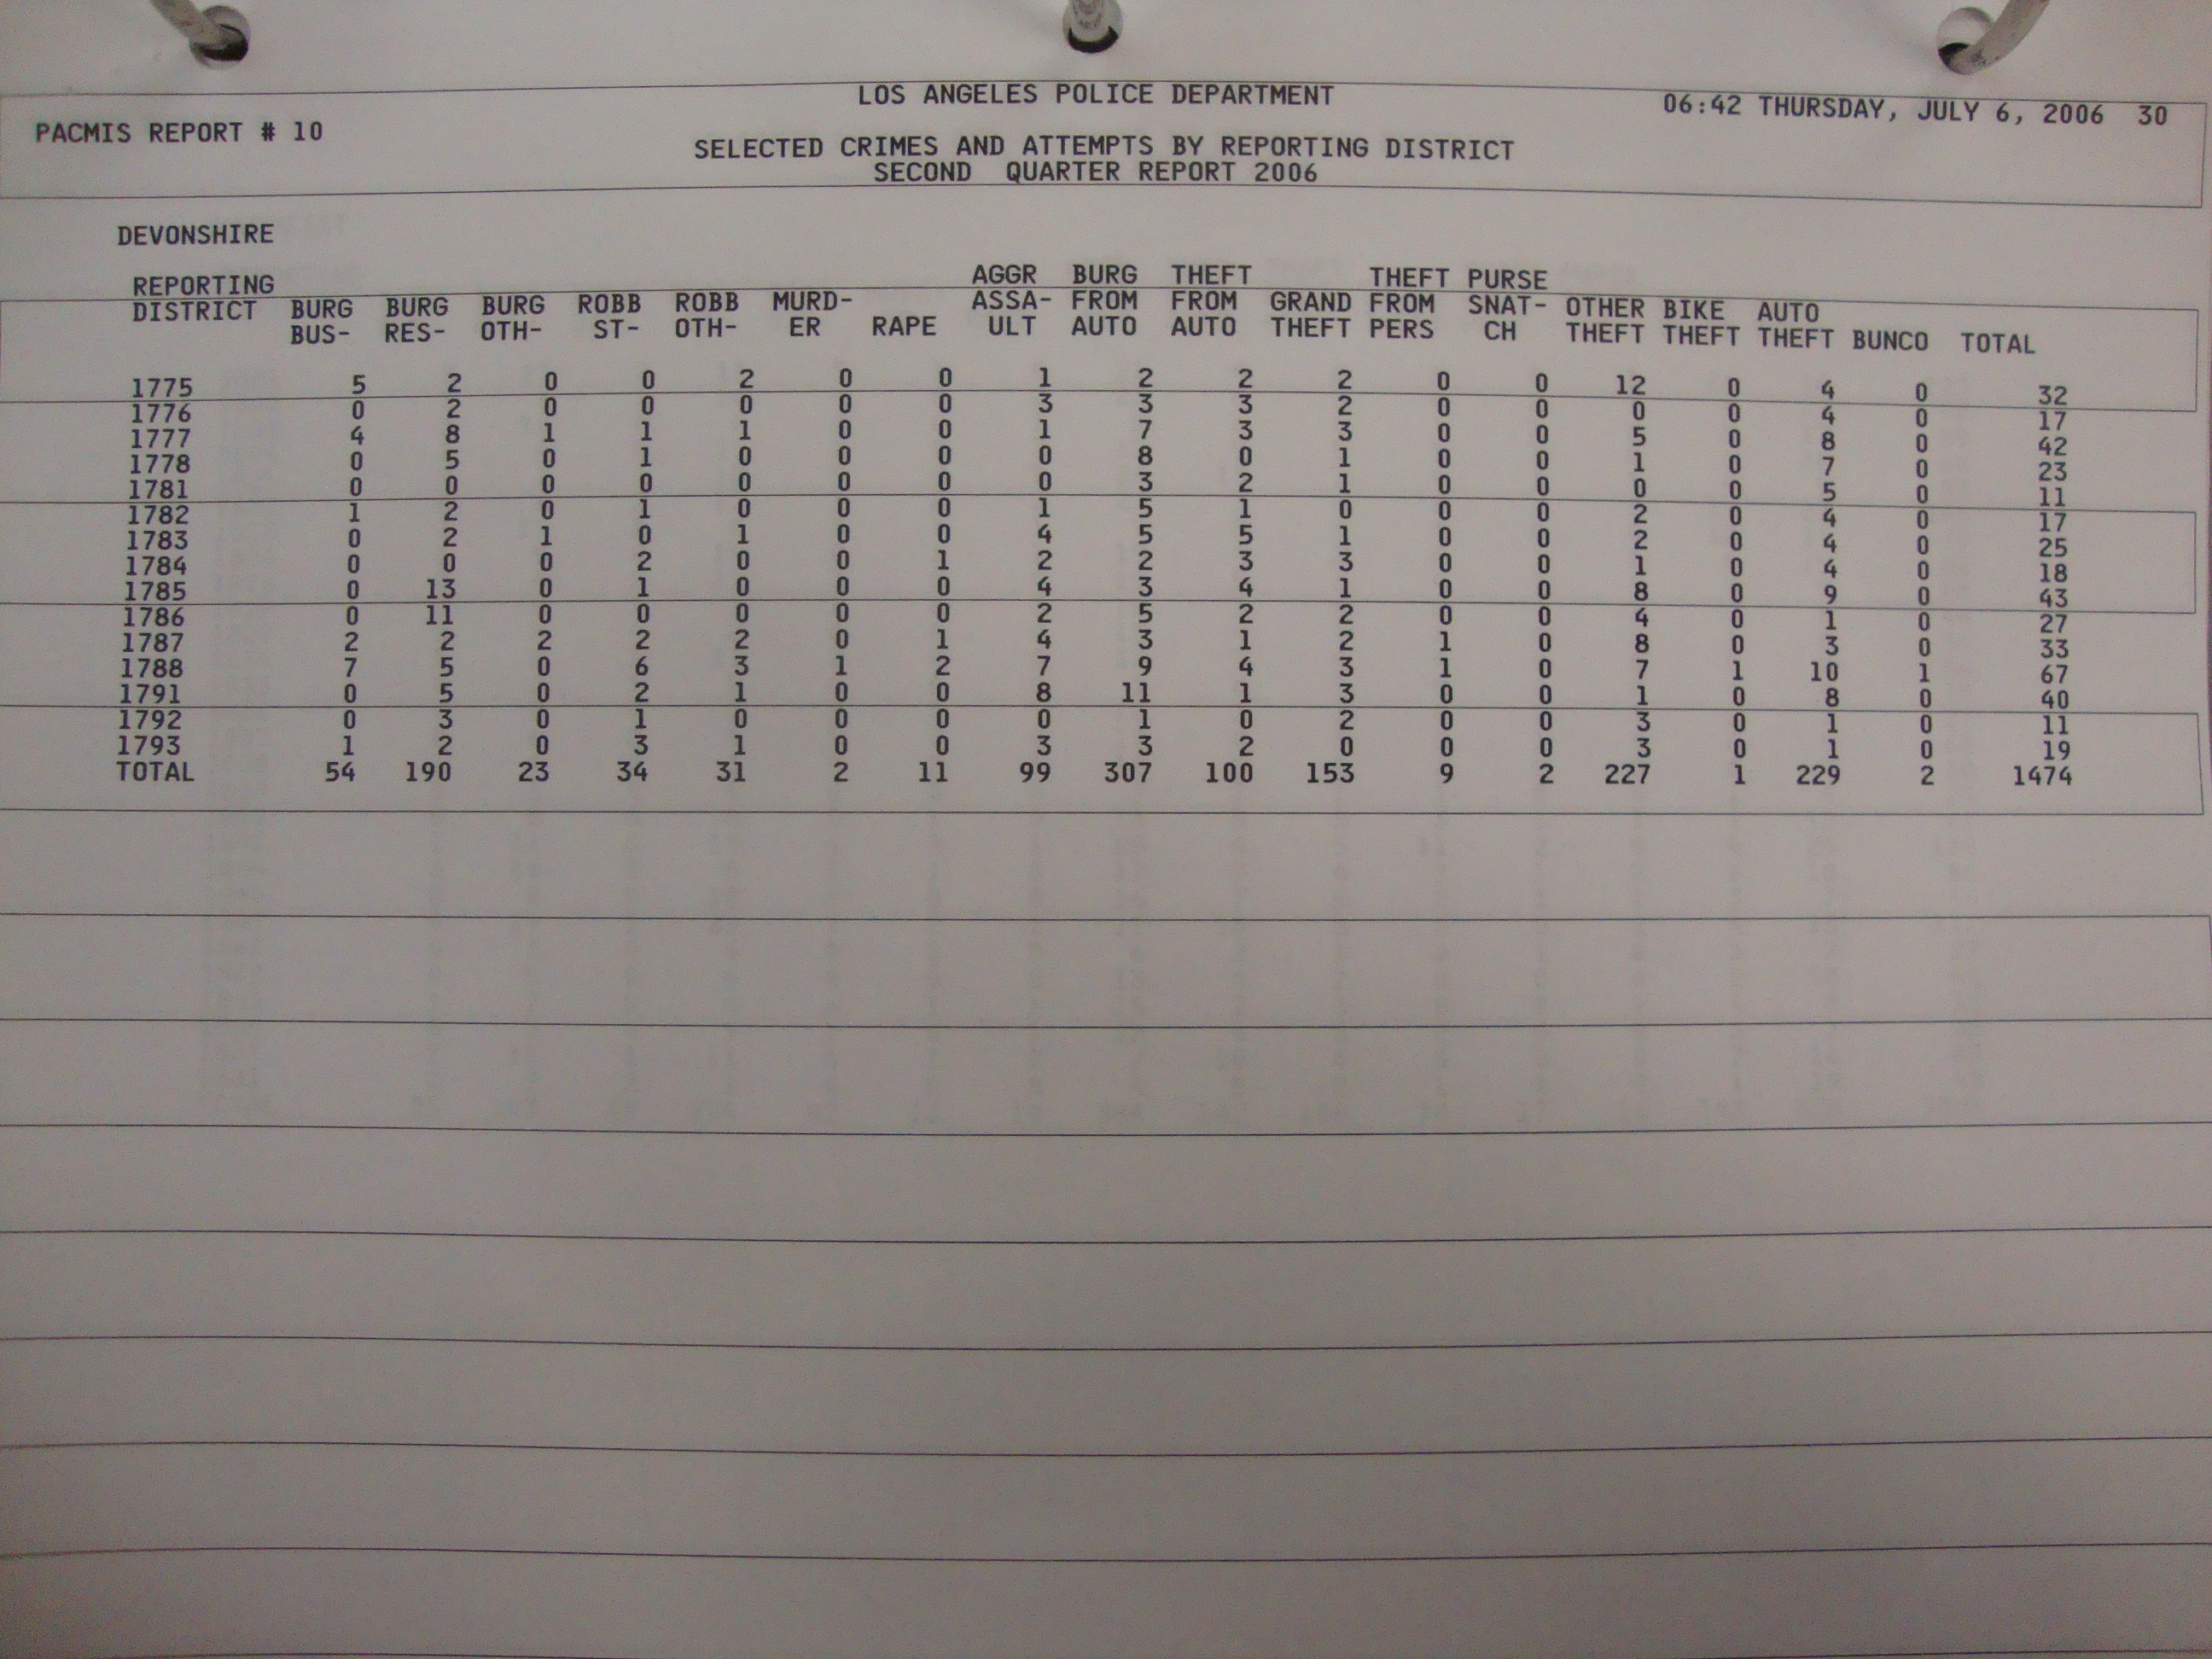 LOS ANGELES POLICE DEPARTMENT
06:42 THURSDAY, JULY 6, 2006 30
PACMIS REPORT # 10
SELECTED CRIMES AND ATTEMPTS BY REPORTING DISTRICT
SECOND QUARTER REPORT 2006
DEVONSHIRE
AGGR BURG THEFT THEFT PURSE
REPORTING
DISTRICT BURG BURG BURG ROBB ROBB MURD- ASSA- FROM FROM GRAND FROM SNAT- OTHER BIKE AUTO
BUS- RES- OTH- ST- OTH- ER RAPE ULT AUTO AUTO THEFT PERS CH THEFT THEFT THEFT BUNCO TOTAL
1775 5 2 0 0 2 0 0 1 2 2 2 0 0 12 0 4 0 32
1776 0 2 0 0 0 0 0 3 3 3 2 0 0 0 0 4 0 17
1777 4 8 1 1 1 0 0 1 7 3 3 0 0 5 0 8 0 42
1778 0 5 0 1 0 0 0 0 8 0 1 0 0 1 0 7 0 23
1781 0 0 0 0 0 0 0 0 3 2 1 0 0 0 0 5 0 11
1782 1 2 0 1 0 0 0 1 5 1 0 0 0 2 0 4 0 17
1783 0 2 1 0 1 0 0 4 5 5 1 0 0 2 0 4 0 25
1784 0 0 0 2 0 0 1 2 2 3 3 0 0 1 0 4 0 18
1785 0 13 0 1 0 0 0 4 3 4 1 0 0 8 0 9 0 43
1786 0 11 0 0 0 0 0 2 5 2 2 0 0 4 0 1 0 27
1787 2 2 2 2 2 0 1 4 3 1 2 1 0 8 0 3 0 33
1788 7 5 0 6 3 1 2 7 9 4 3 1 0 7 1 10 1 67
1791 0 5 0 2 1 0 0 8 11 1 3 0 0 1 0 8 0 40
1792 0 3 0 1 0 0 0 0 1 0 2 0 0 3 0 1 0 11
1793 1 2 0 3 1 0 0 3 3 2 0 0 0 3 0 1 0 19
TOTAL 54 190 23 34 31 2 11 99 307 100 153 9 2 227 1 229 2 1474